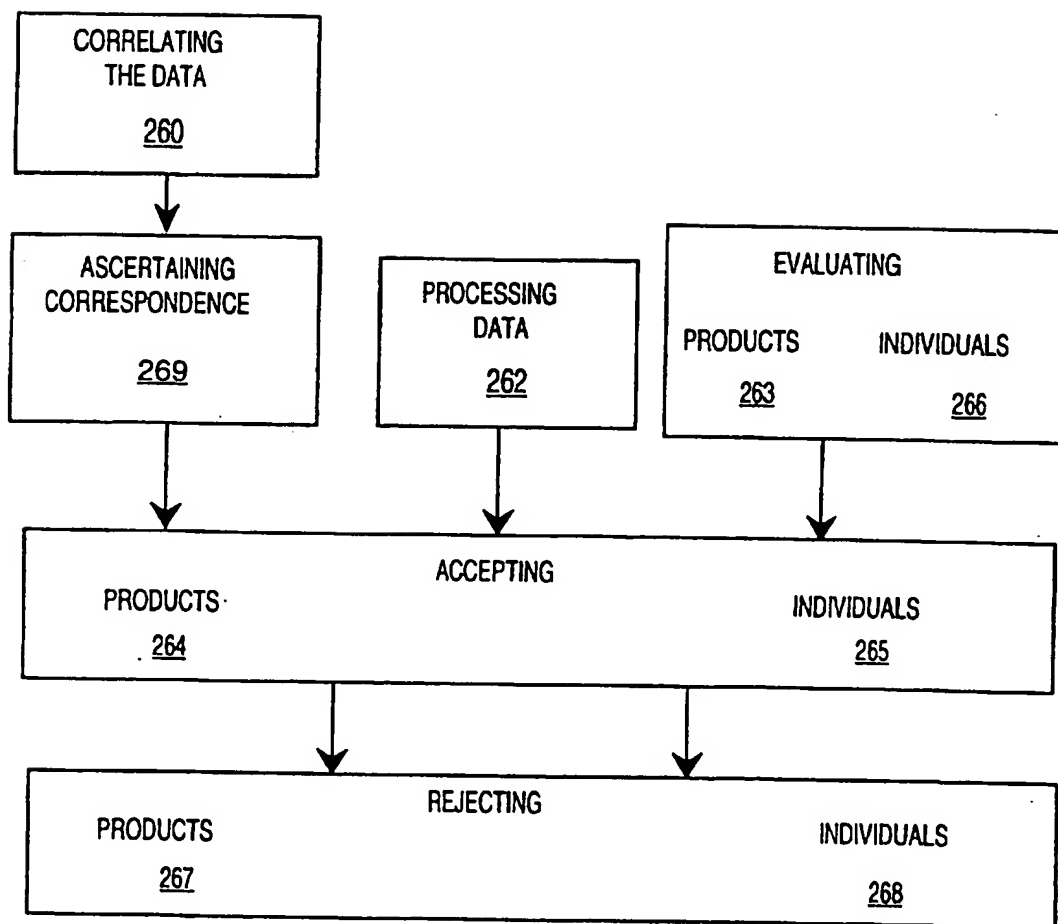 CORRELATING
THE DATA
260
ASCERTAINING
CORRESPONDENCE
269
PROCESSING
DATA
262
EVALUATING
PRODUCTS INDIVIDUALS
263 266
ACCEPTING
PRODUCTS INDIVIDUALS
264 265
REJECTING
PRODUCTS INDIVIDUALS
267 268